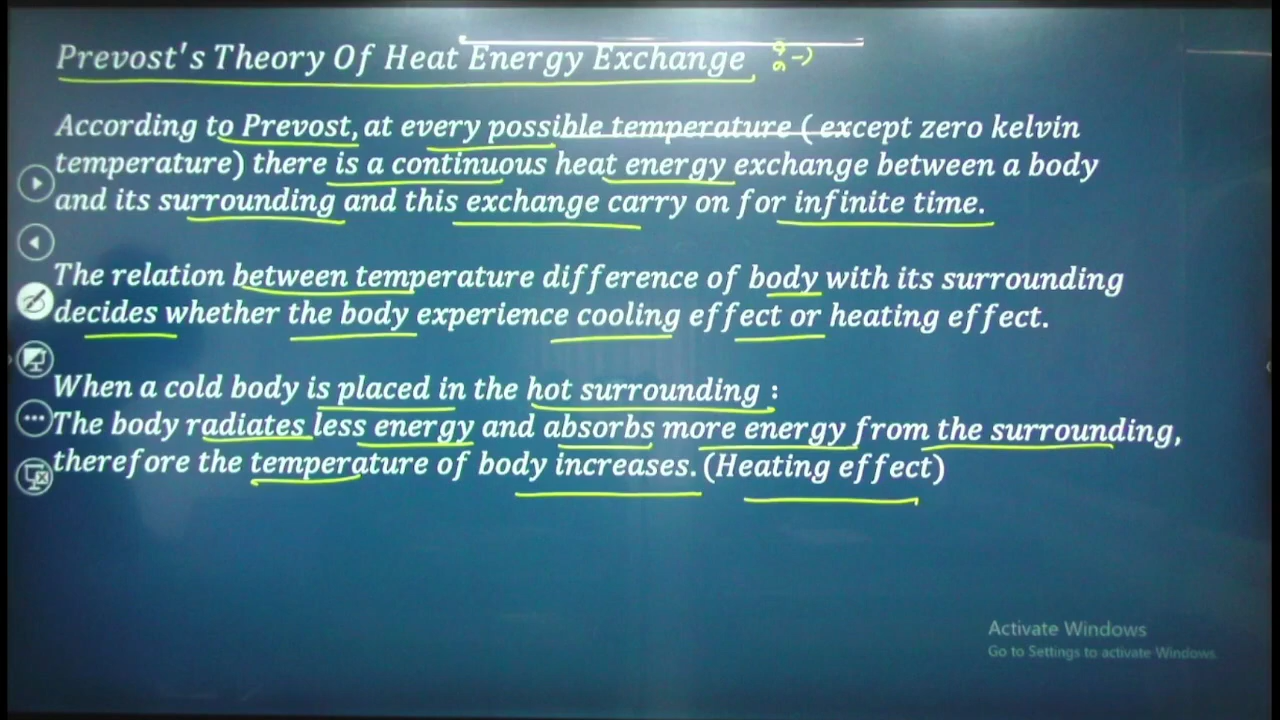 Prevost's Theory Of Heat Energy Exchange
According to Prevost, at every possible temperature ( except zero kelvin
temperature) there is a continuous heat energy exchange between a body
and its surrounding and this exchange carry on for infinite time.
The relation between temperature difference of body with its surrounding
decides whether the body experience cooling effect or heating effect.
When a cold body is placed in the hot surrounding :
The body radiates less energy and absorbs more energy from the surrounding,
therefore the temperature of body increases. (Heating effect)
Activate Windows
Go to Settings to activate Windows.